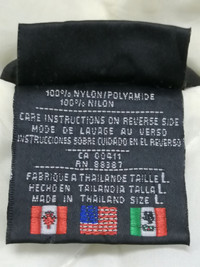 100% NYLON/POLYAMIDE
100% NILON
CARE INSTRUCTIONS ON REVERSE SIDE
MODE DE LAVAGE AU VERSO
INSTRUCCIONES SOBRE CUIDADO EN EL REVERSO
CA 00411
RN 88387
FABRIQUE A THAILANDE TAILLE L
HECHO EN TAILANDIA TALLA L
MADE IN THAILAND SIZE L